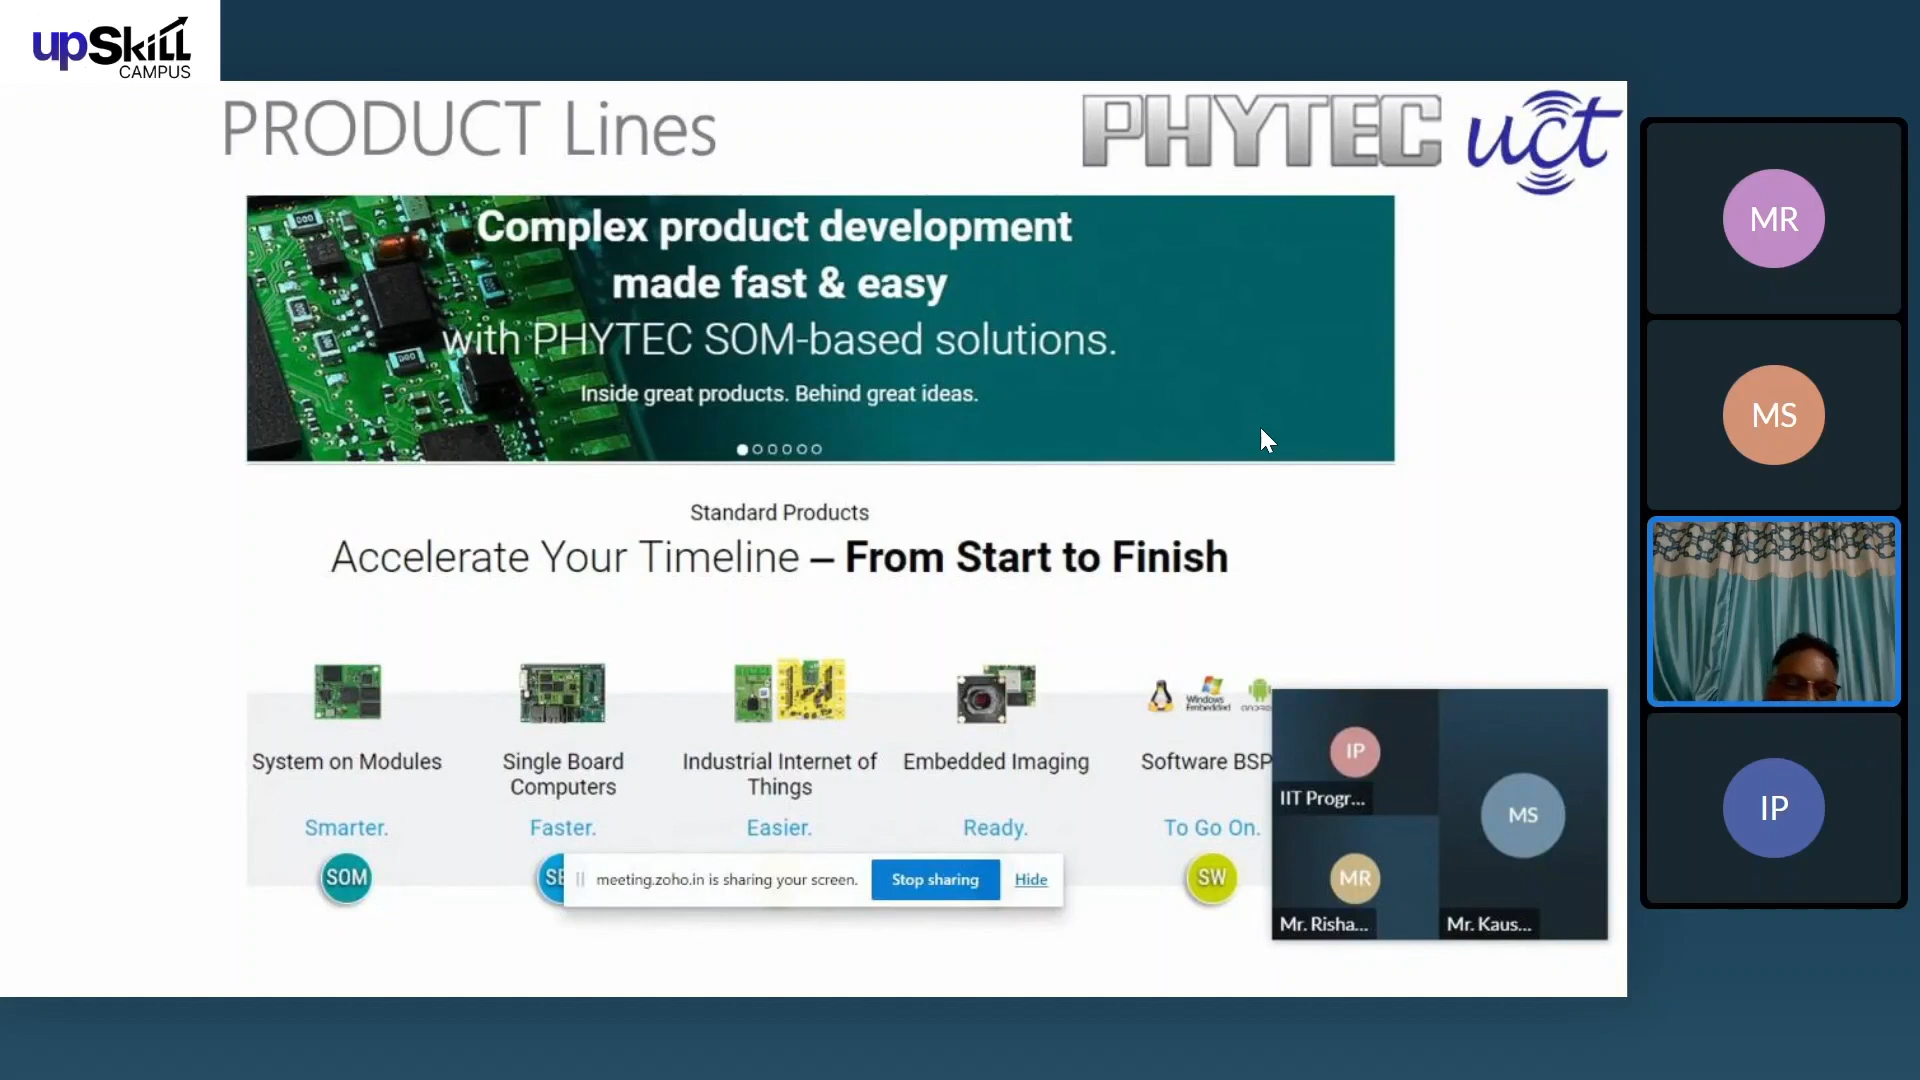 upSkill
CAMPUS
PRODUCT Lines
PHYTEC
uct
Complex product development
made fast & easy
with PHYTEC SOM-based solutions.
Inside great products. Behind great ideas.
Standard Products
Accelerate Your Timeline – From Start to Finish
Windows
Embedded
System on Modules
Single Board
Computers
Industrial Internet of
Things
Embedded Imaging
Software BSP
Smarter.
Faster.
Easier.
Ready.
To Go On.
SOM
SB
SW
meeting.zoho.in is sharing your screen.
Stop sharing
Hide
IP
IIT Progr...
MR
Mr. Risha...
MS
Mr. Kaus...
MR
MS
IP